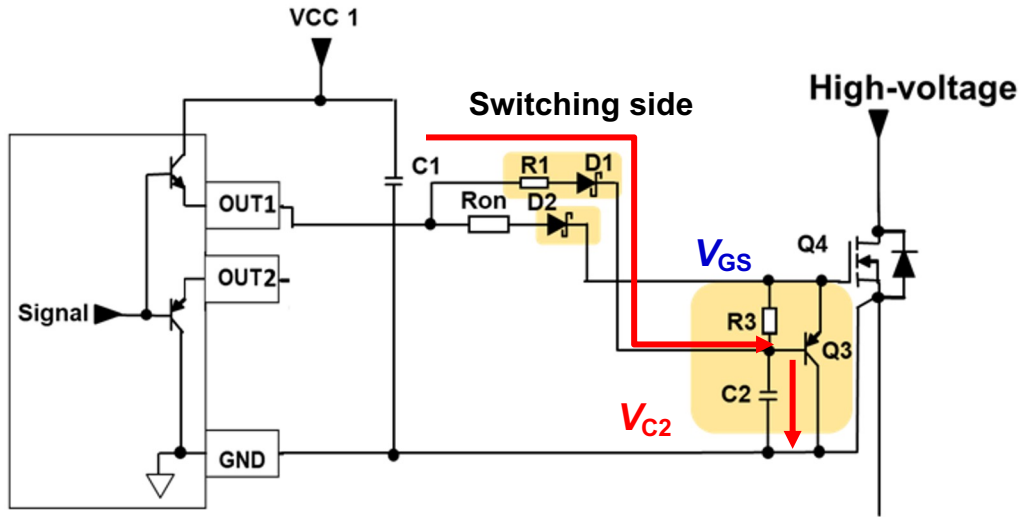 VCC 1
High-voltage
Switching side
C1
R1
D1
OUT1
Ron
D2
Q4
VGS
OUT2
Signal
R3
Q3
C2
VC2
GND